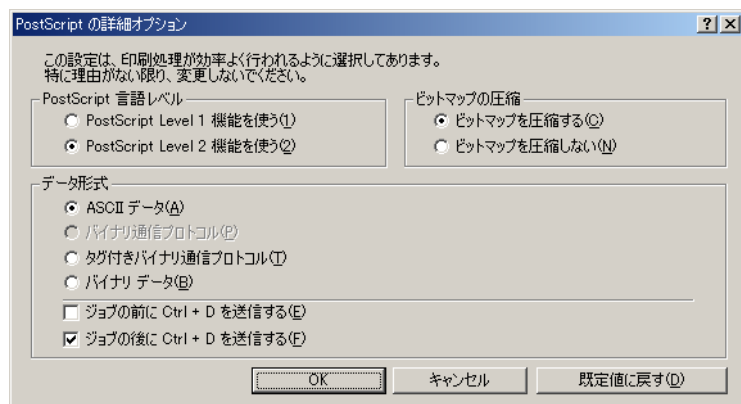 PostScript の詳細オプション
この設定は、印刷処理が効率よく行われるように選択してあります。
特に理由がない限り、変更しないでください。
PostScript 言語レベル
PostScript Level 1 機能を使う(1)
PostScript Level 2 機能を使う(2)
ビットマップの圧縮
ビットマップを圧縮する(C)
ビットマップを圧縮しない(N)
データ形式
ASCII データ(A)
バイナリ通信プロトコル(P)
タグ付きバイナリ通信プロトコル(T)
バイナリ データ(B)
ジョブの前に Ctrl + D を送信する(E)
ジョブの後に Ctrl + D を送信する(F)
OK
キャンセル
既定値に戻す(D)